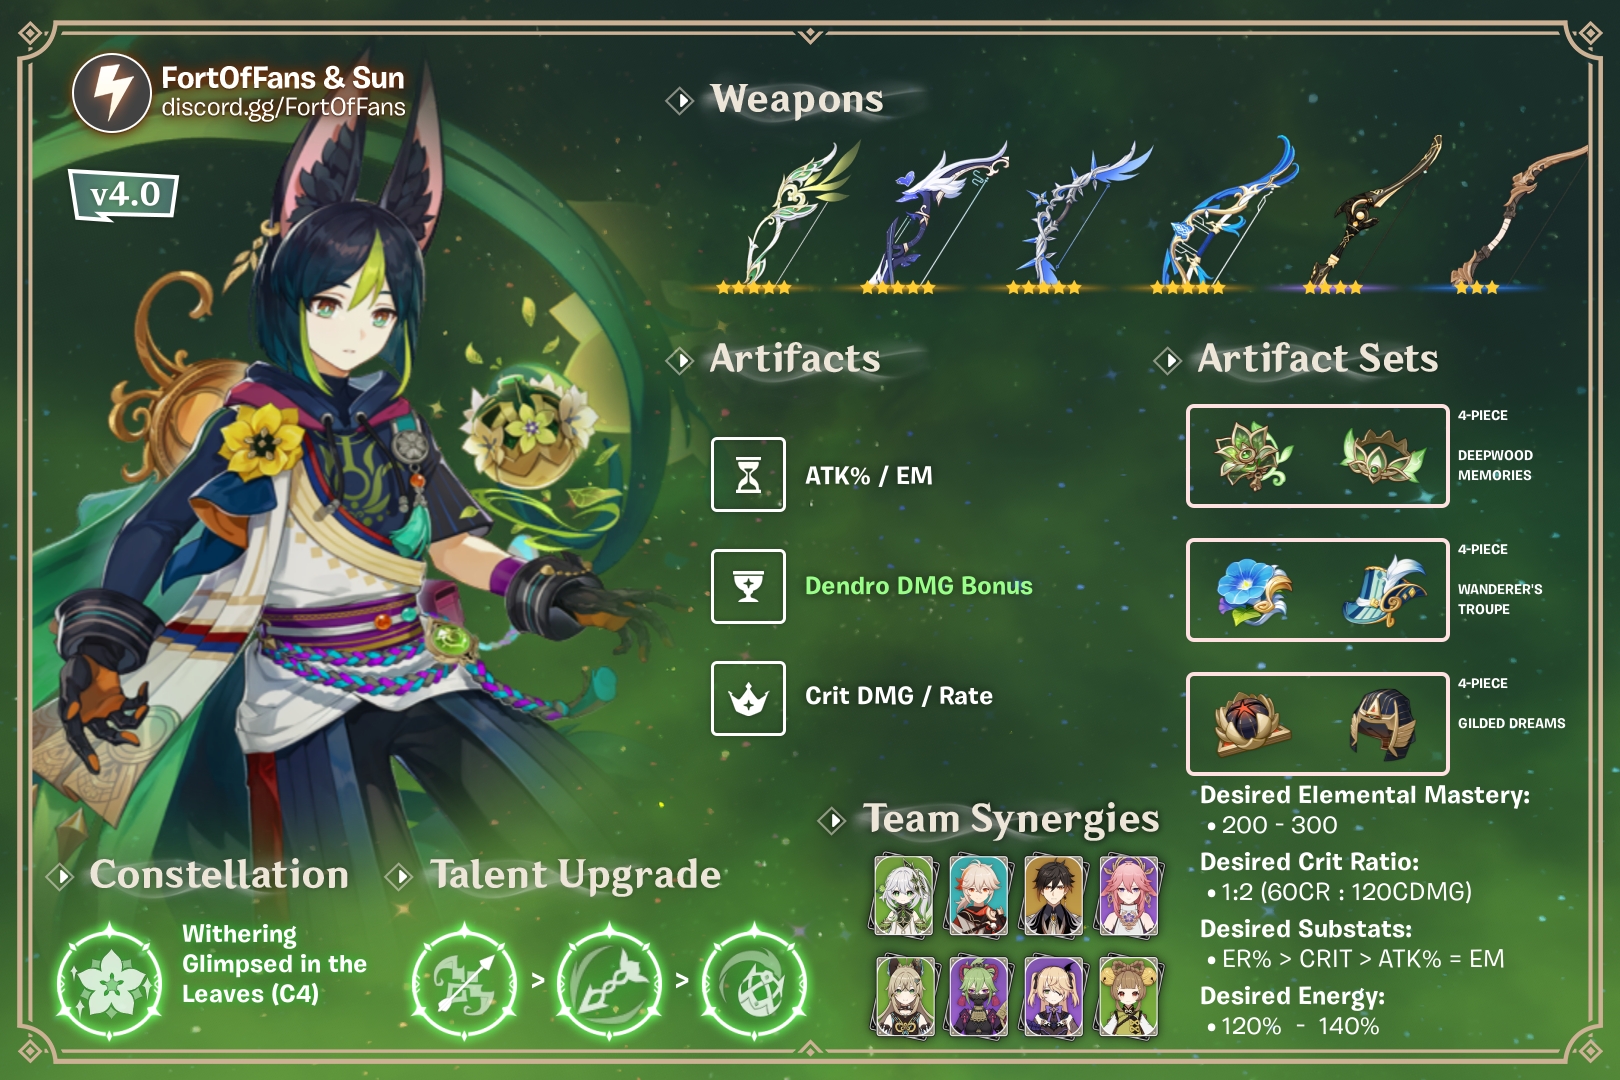 FortOfFans & Sun
discord.gg/FortOfFans
v4.0
Weapons
Artifacts
ATK% / EM
Dendro DMG Bonus
Crit DMG / Rate
Artifact Sets
4-PIECE
DEEPWOOD
MEMORIES
4-PIECE
WANDERER'S
TROUPE
4-PIECE
GILDED DREAMS
Constellation
Withering
Glimpsed in the
Leaves (C4)
Talent Upgrade
> >
Team Synergies
Desired Elemental Mastery:
• 200 - 300
Desired Crit Ratio:
• 1:2 (60CR : 120CDMG)
Desired Substats:
• ER% > CRIT > ATK% = EM
Desired Energy:
• 120% - 140%